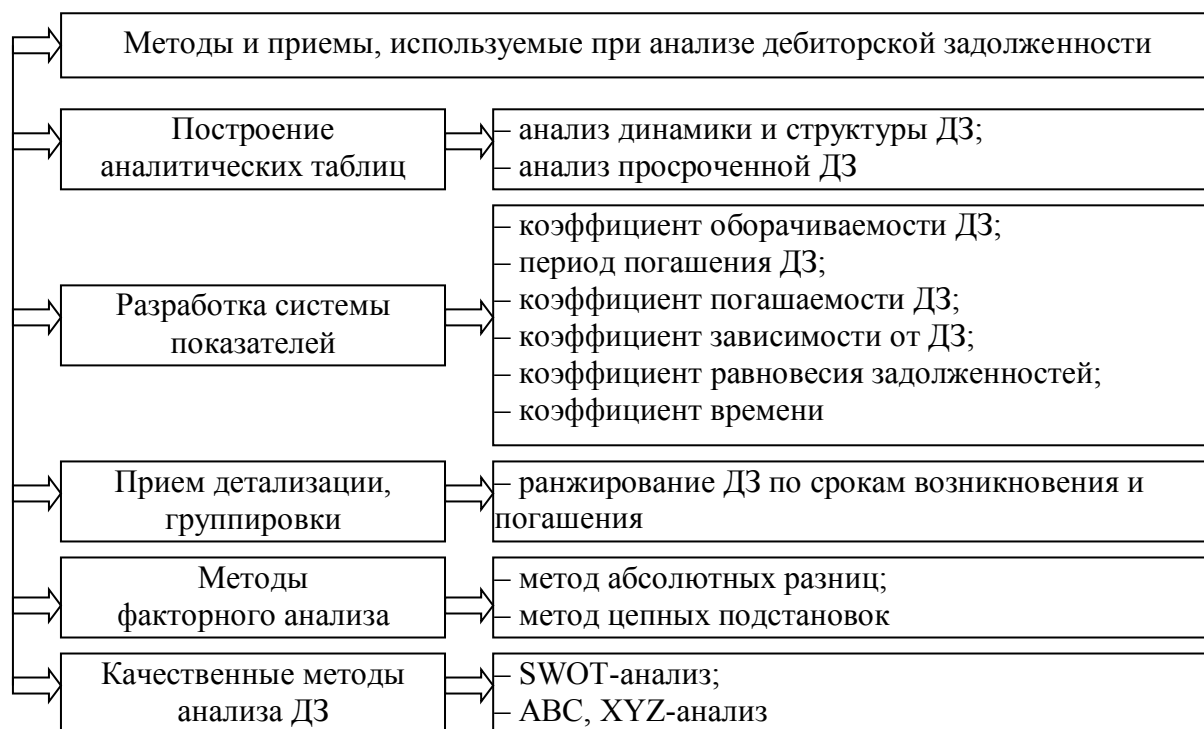 Методы и приемы, используемые при анализе дебиторской задолженности
Построение
аналитических таблиц
– анализ динамики и структуры ДЗ;
– анализ просроченной ДЗ
Разработка системы
показателей
– коэффициент оборачиваемости ДЗ;
– период погашения ДЗ;
– коэффициент погашаемости ДЗ;
– коэффициент зависимости от ДЗ;
– коэффициент равновесия задолженностей;
– коэффициент времени
Прием детализации,
группировки
– ранжирование ДЗ по срокам возникновения и
погашения
Методы
факторного анализа
– метод абсолютных разниц;
– метод цепных подстановок
Качественные методы
анализа ДЗ
– SWOT-анализ;
– ABC, XYZ-анализ